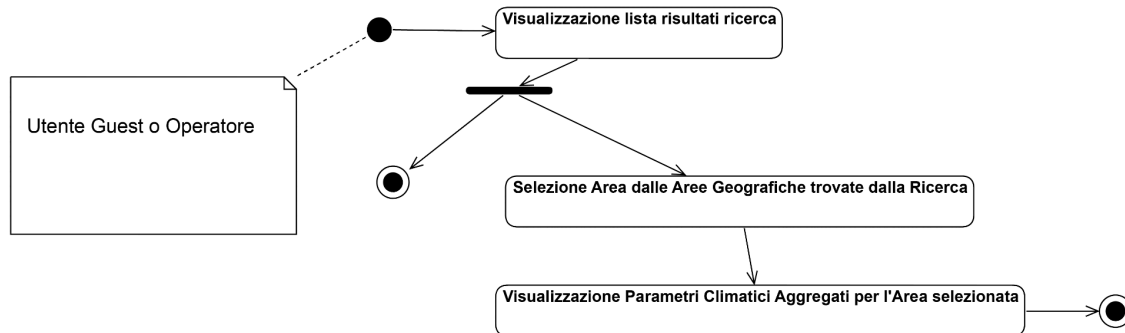 Visualizzazione lista risultati ricerca
Utente Guest o Operatore
Selezione Area dalle Aree Geografiche trovate dalla Ricerca
Visualizzazione Parametri Climatici Aggregati per l'Area selezionata